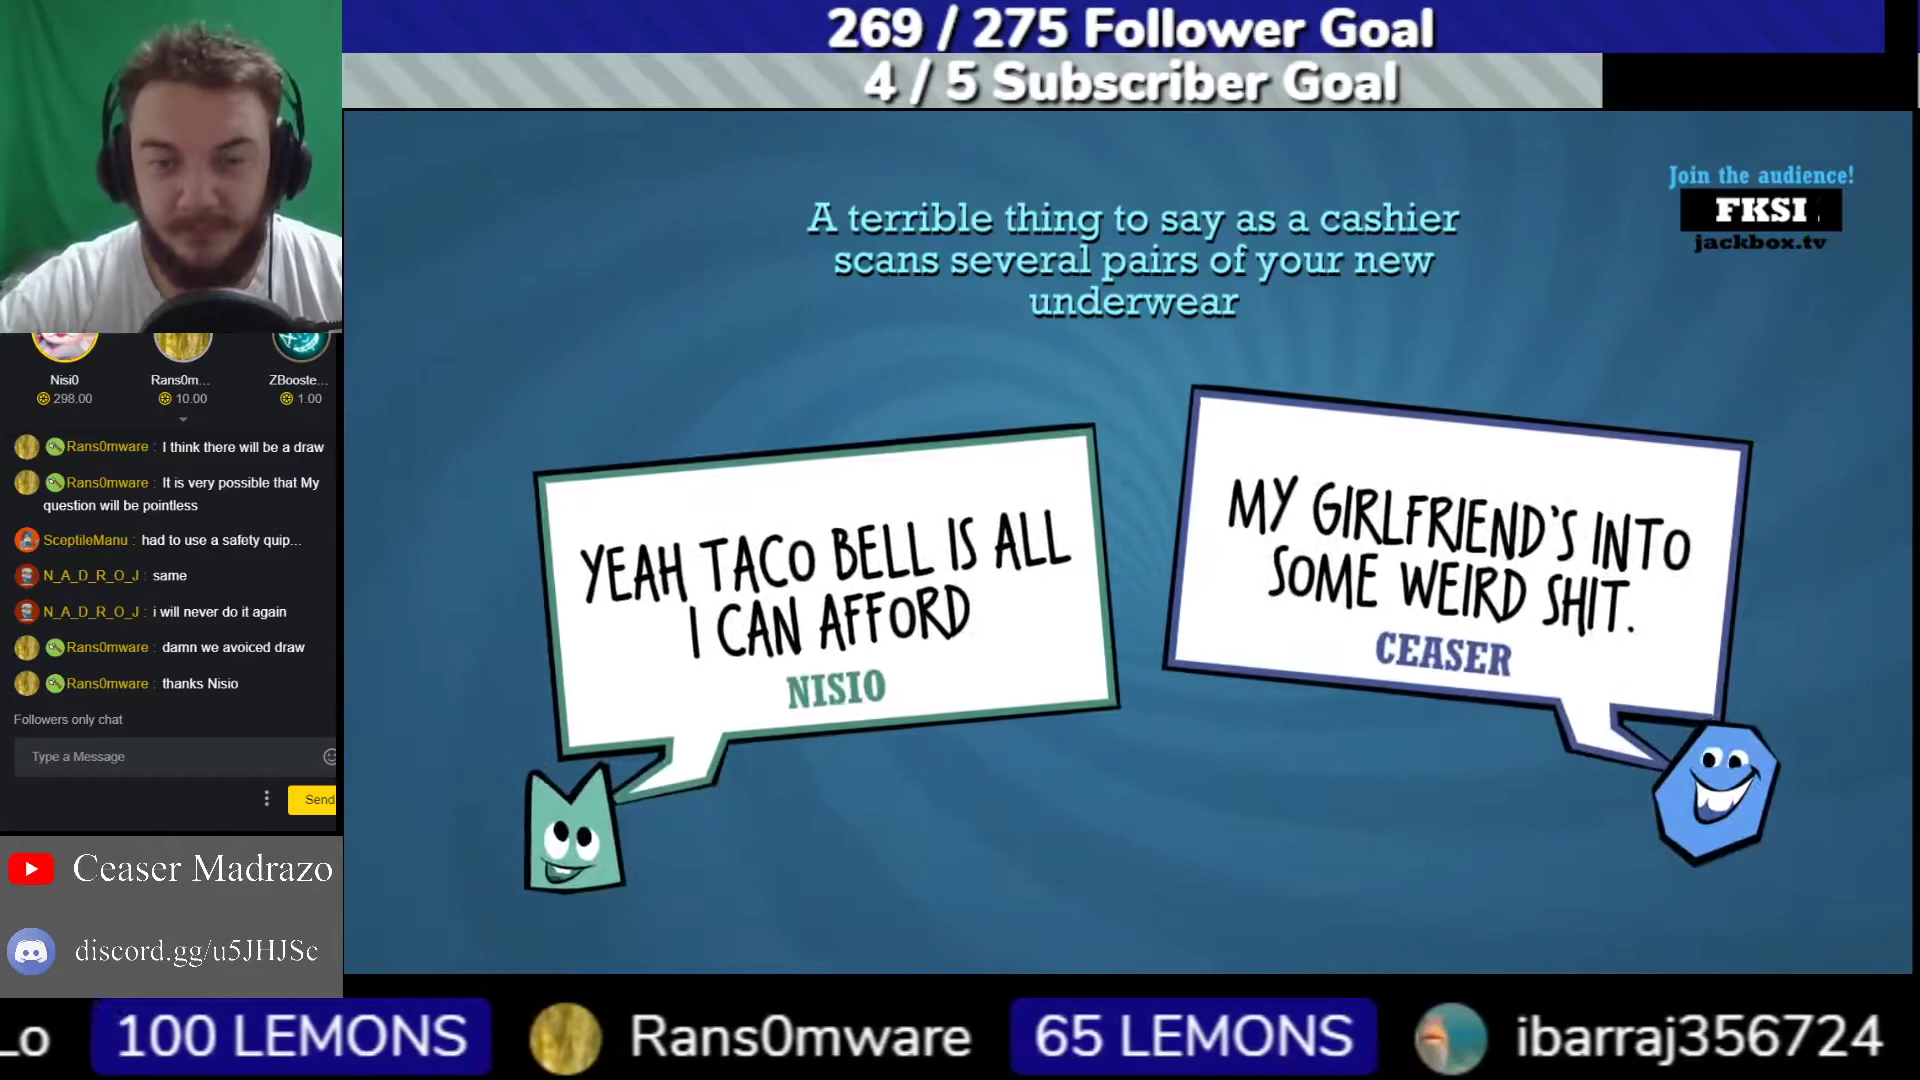 269 / 275 Follower Goal
4 / 5 Subscriber Goal
Join the audience!
FKSI
jackbox.tv
A terrible thing to say as a cashier
scans several pairs of your new
underwear
YEAH TACO BELL IS ALL
I CAN AFFORD
NISIO
MY GIRLFRIEND'S INTO
SOME WEIRD SHIT.
CEASER
Nisi0
298.00
Rans0m...
10.00
ZBooste...
1.00
Rans0mware : I think there will be a draw
Rans0mware : It is very possible that My
question will be pointless
SceptileManu : had to use a safety quip...
N_A_D_R_O_J : same
N_A_D_R_O_J : i will never do it again
Rans0mware : damn we avoiced draw
Rans0mware : thanks Nisio
Followers only chat
Type a Message
Send
Ceaser Madrazo
discord.gg/u5JHJSc
Lo 100 LEMONS Rans0mware 65 LEMONS ibarraj356724